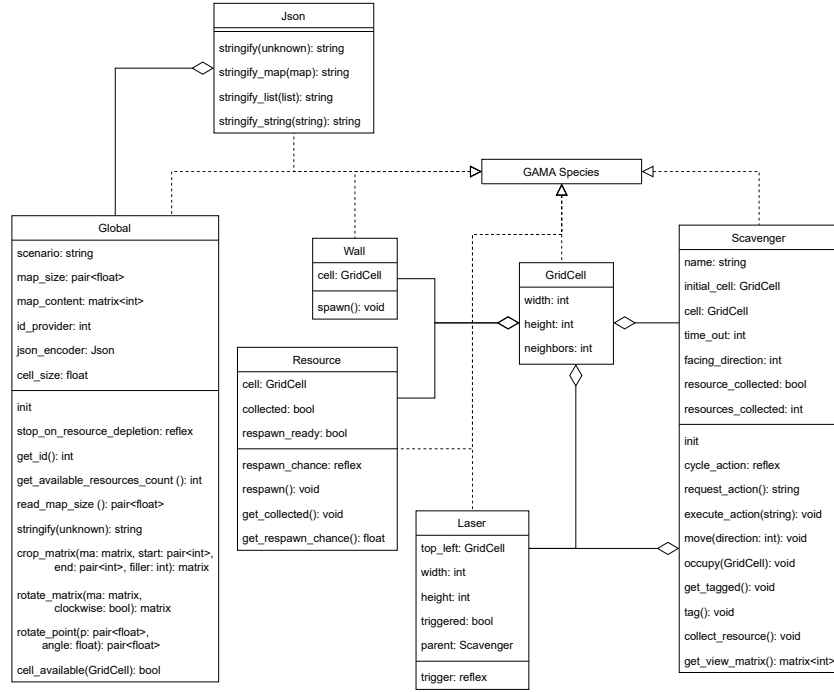 Json
stringify(unknown): string
stringify_map(map): string
stringify_list(list): string
stringify_string(string): string
GAMA Species
Global
scenario: string
map_size: pair<float>
map_content: matrix<int>
id_provider: int
json_encoder: Json
cell_size: float
init
stop_on_resource_depletion: reflex
get_id(): int
get_available_resources_count (): int
read_map_size (): pair<float>
stringify(unknown): string
crop_matrix(ma: matrix, start: pair<int>,
end: pair<int>, filler: int): matrix
rotate_matrix(ma: matrix,
clockwise: bool): matrix
rotate_point(p: pair<float>,
angle: float): pair<float>
cell_available(GridCell): bool
Wall
cell: GridCell
spawn(): void
Resource
cell: GridCell
collected: bool
respawn_ready: bool
respawn_chance: reflex
respawn(): void
get_collected(): void
get_respawn_chance(): float
GridCell
width: int
height: int
neighbors: int
Laser
top_left: GridCell
width: int
height: int
triggered: bool
parent: Scavenger
trigger: reflex
Scavenger
name: string
initial_cell: GridCell
cell: GridCell
time_out: int
facing_direction: int
resource_collected: bool
resources_collected: int
init
cycle_action: reflex
request_action(): string
execute_action(string): void
move(direction: int): void
occupy(GridCell): void
get_tagged(): void
tag(): void
collect_resource(): void
get_view_matrix(): matrix<int>